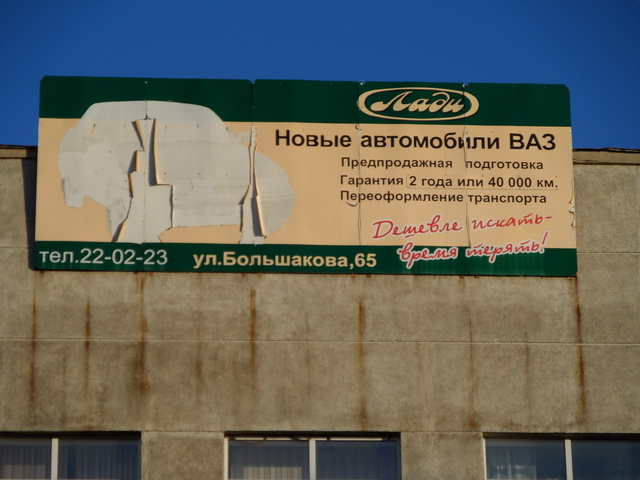 Лади
Новые автомобили ВАЗ
Предпродажная подготовка
Гарантия 2 года или 40 000 км.
Переоформление транспорта
Дешевле искать-
время терять!
тел.22-02-23 ул.Большакова,65